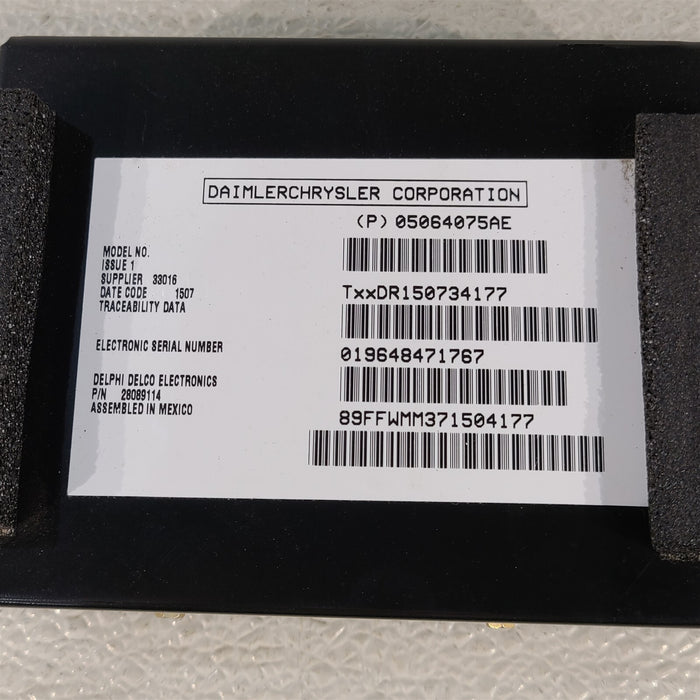 DAIMLERCHRYSLER CORPORATION
(P) 05064075AE
MODEL NO.
ISSUE 1
SUPPLIER 33016
DATE CODE 1507
TRACEABILITY DATA
TxxDR150734177
ELECTRONIC SERIAL NUMBER
019648471767
DELPHI DELCO ELECTRONICS
P/N 28089114
ASSEMBLED IN MEXICO
89FFWMM371504177